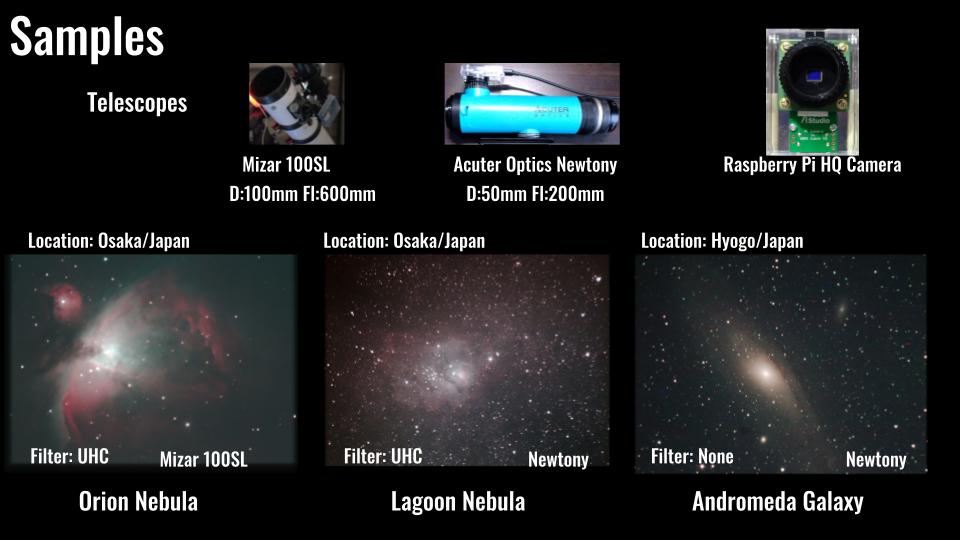 Samples
Telescopes
ACUTER
OPTICS
Mizar 100SL
D:100mm Fl:600mm
Acuter Optics Newtony
D:50mm Fl:200mm
Raspberry Pi HQ Camera
Location: Osaka/Japan
Location: Osaka/Japan
Location: Hyogo/Japan
Filter: UHC
Mizar 100SL
Filter: UHC
Newtony
Filter: None
Newtony
Orion Nebula
Lagoon Nebula
Andromeda Galaxy